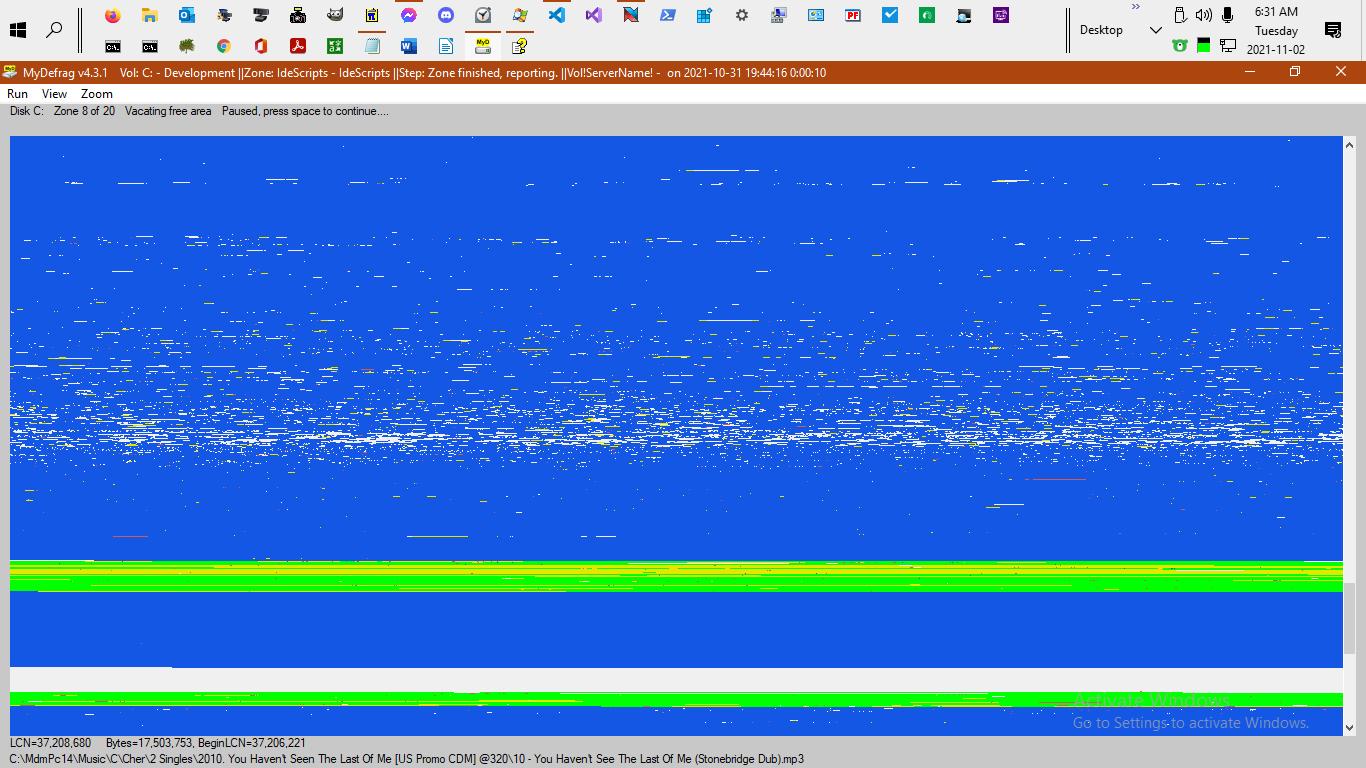 6:31 AM
Desktop
Tuesday
2021-11-02
MyDefrag v4.3.1 Vol: C: - Development ||Zone: IdeScripts - IdeScripts ||Step: Zone finished, reporting. ||Vol!ServerName! - on 2021-10-31 19:44:16 0:00:10
Run View Zoom
Disk C: Zone 8 of 20 Vacating free area Paused, press space to continue....
Activate Windows
Go to Settings to activate Windows.
LCN=37,208,680 Bytes=17,503,753, BeginLCN=37,206,221
C:\MdmPc14\Music\C\Cher\2 Singles\2010. You Haven't Seen The Last Of Me [US Promo CDM] @320\10 - You Haven't See The Last Of Me (Stonebridge Dub).mp3